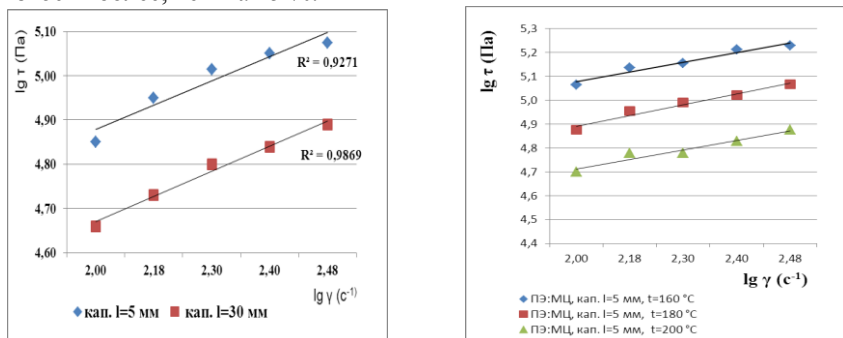 lg τ (Па)
5,10
5,00
4,90
4,80
4,70
4,60
R² = 0,9271
R² = 0,9869
2,00 2,18 2,30 2,40 2,48
lg γ (c⁻¹)
кап. l=5 мм кап. l=30 мм
lg τ (Па)
5,3
5,2
5,1
5,0
4,9
4,8
4,7
4,6
4,5
4,4
2,00 2,18 2,30 2,40 2,48
lg γ (c⁻¹)
ПЭ:МЦ, кап. l=5 мм, t=160 °C
ПЭ:МЦ, кап. l=5 мм, t=180 °C
ПЭ:МЦ, кап. l=5 мм t=200 °C